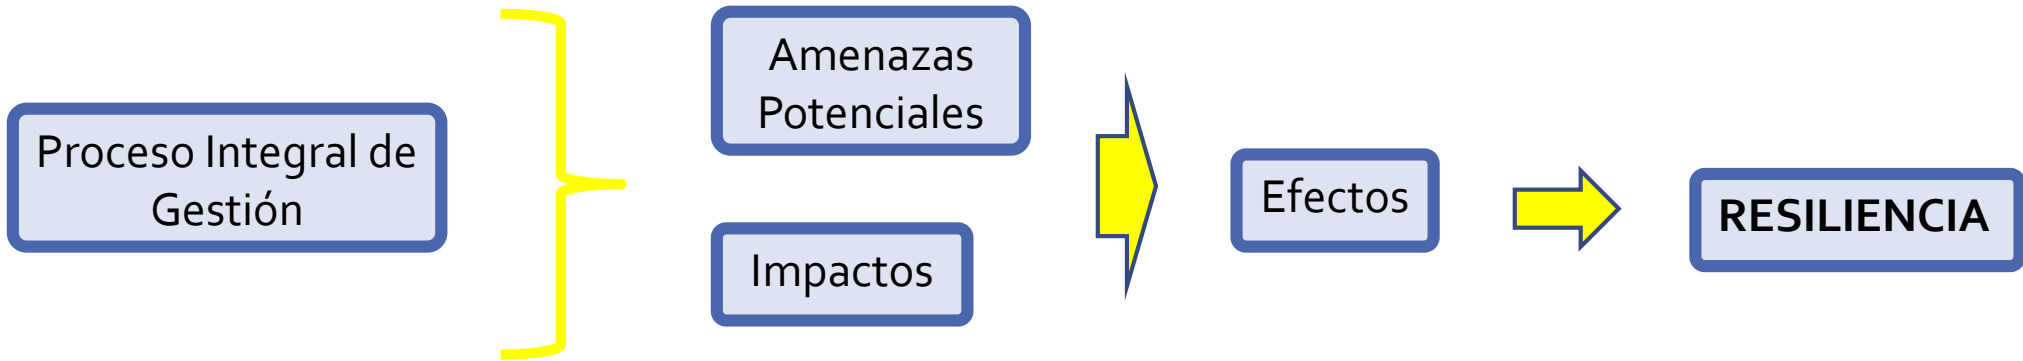 Proceso Integral de
Gestión
Amenazas
Potenciales
Impactos
Efectos
RESILIENCIA